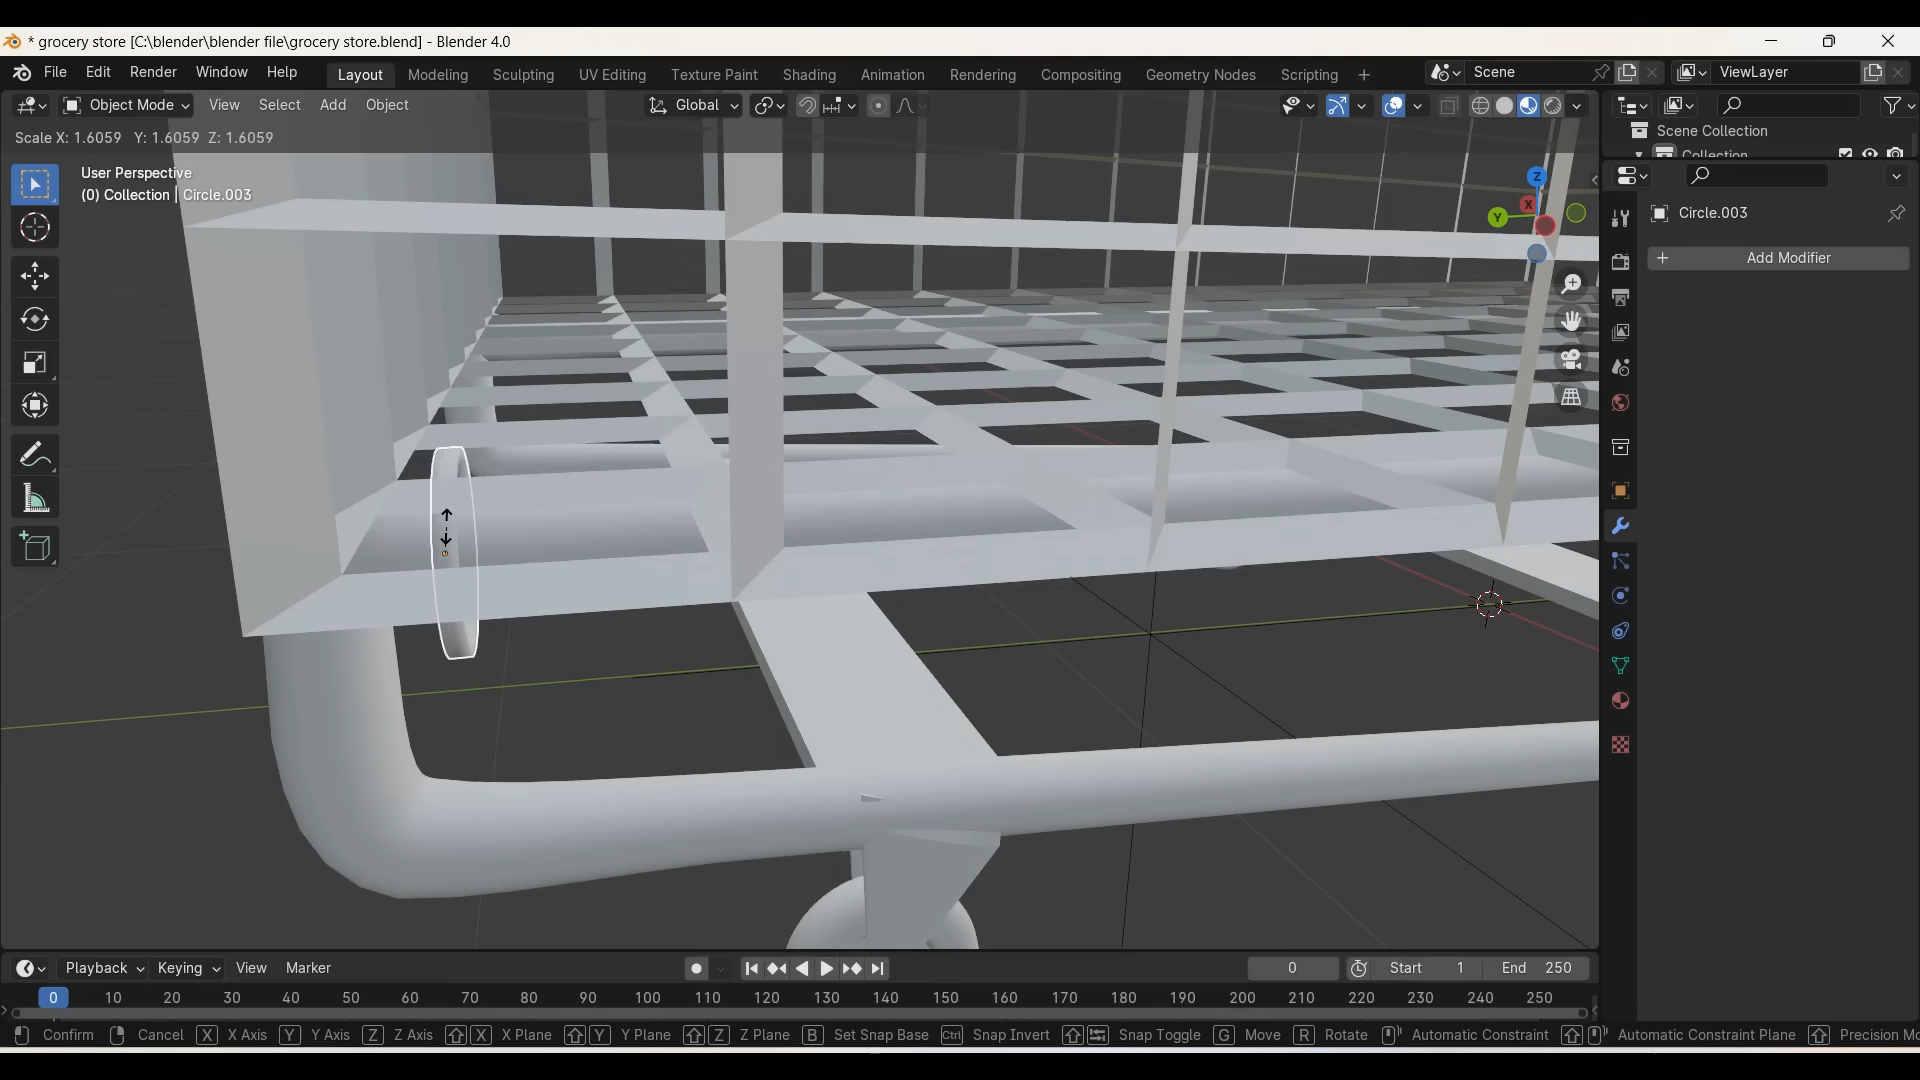 * grocery store [C:\blender\blender file\grocery store.blend] - Blender 4.0
File Edit Render Window Help Layout Modeling Sculpting UV Editing Texture Paint Shading Animation Rendering Compositing Geometry Nodes Scripting + Scene ViewLayer
Object Mode View Select Add Object Global
Scale X: 1.6059 Y: 1.6059 Z: 1.6059
Scene Collection
Collection
User Perspective
(0) Collection | Circle.003
Z
X
Y
Circle.003
+ Add Modifier
Playback Keying View Marker 0 Start 1 End 250
0 10 20 30 40 50 60 70 80 90 100 110 120 130 140 150 160 170 180 190 200 210 220 230 240 250
Confirm Cancel X X Axis Y Y Axis Z Z Axis X X Plane Y Y Plane Z Z Plane B Set Snap Base Ctrl Snap Invert Snap Toggle G Move R Rotate Automatic Constraint Automatic Constraint Plane Precision Mo